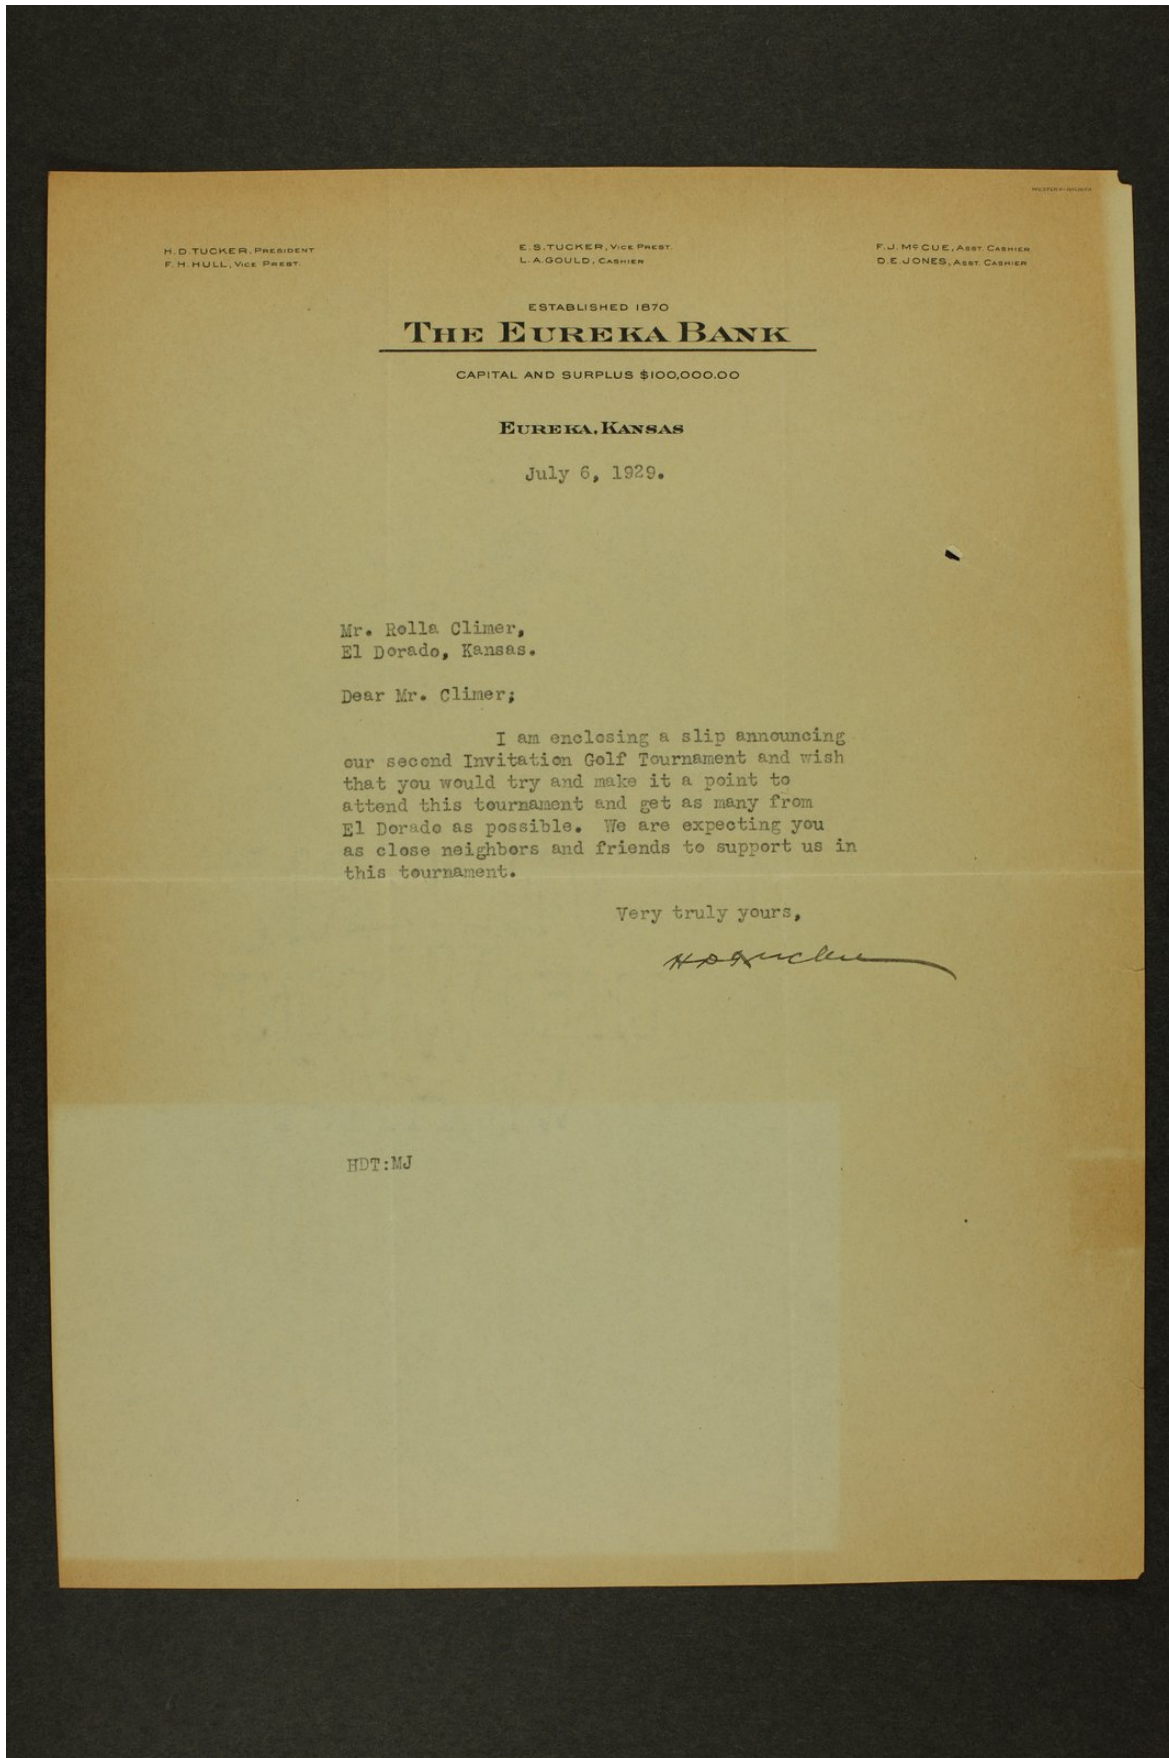 H.D.TUCKER, PRESIDENT
F.H.HULL, VICE PREST.
E.S.TUCKER, VICE PREST.
L.A.GOULD, CASHIER
F.J.McCUE, ASST. CASHIER
D.E.JONES, ASST. CASHIER
ESTABLISHED 1870
THE EUREKA BANK
CAPITAL AND SURPLUS $100,000.00
EUREKA, KANSAS
July 6, 1929.
Mr. Rolla Climer,
El Dorado, Kansas.
Dear Mr. Climer;
I am enclosing a slip announcing
our second Invitation Golf Tournament and wish
that you would try and make it a point to
attend this tournament and get as many from
El Dorado as possible. We are expecting you
as close neighbors and friends to support us in
this tournament.
Very truly yours,
HDTucker
HDT:MJ